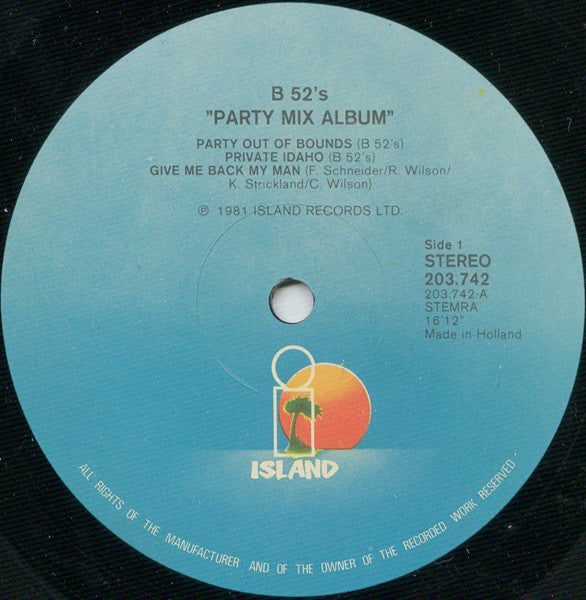 B 52's
"PARTY MIX ALBUM"
PARTY OUT OF BOUNDS (B 52's)
PRIVATE IDAHO (B 52's)
GIVE ME BACK MY MAN (F. Schneider/R. Wilson/
K. Strickland/C. Wilson)
℗ 1981 ISLAND RECORDS LTD.
Side 1
STEREO
203.742
203.742-A
STEMRA
16'12"
Made in Holland
i
ISLAND
ALL RIGHTS OF THE MANUFACTURER AND OF THE OWNER OF THE RECORDED WORK RESERVED -